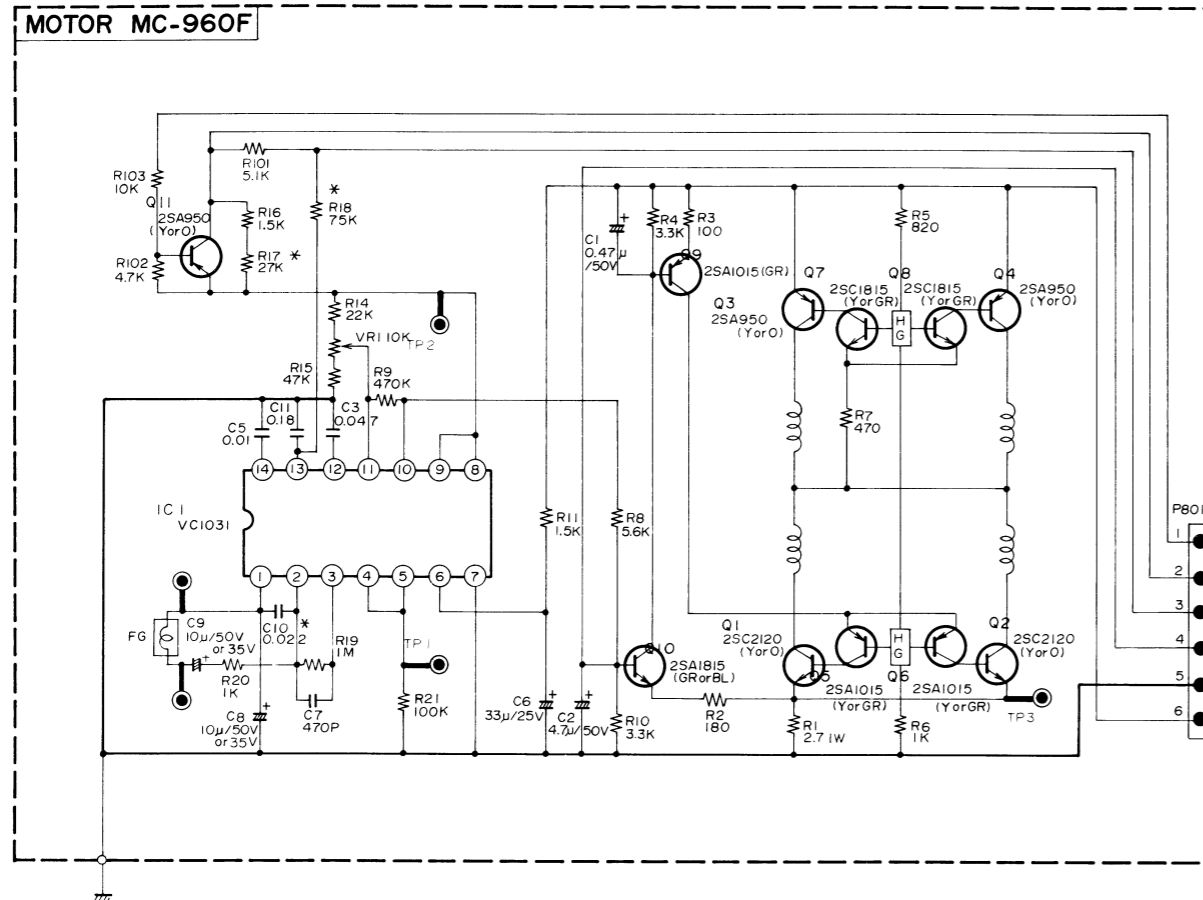 MOTOR MC-960F
R103
10K
R101
5.1K
*
R18
75K
Q11
2SA950
(YorO)
R16
1.5K
R17 *
27K
R102
4.7K
R14
22K
VR1 10K
TP2
R15
47K
R9
470K
C11
0.18
C3
0.047
C5
0.01
14
13
12
11
10
9
8
IC1
VC1031
1
2
3
4
5
6
7
C9
10μ/50V
or 35V
FG
C10
0.022
*
R19
1M
R20
1K
C7
470P
C8
10μ/50V
or 35V
TP1
R21
100K
R11
1.5K
R8
5.6K
C6
33μ/25V
C2
4.7μ/50V
R10
3.3K
C1
0.47μ
/50V
R4
3.3K
R3
100
Q9
2SA1015(GR)
Q10
2SA1815
(GRorBL)
R2
180
Q7
2SC1815
(YorGR)
Q3
2SA950
(YorO)
R5
820
Q8
2SC1815
(YorGR)
Q4
2SA950
(YorO)
H
G
R7
470
Q1
2SC2120
(YorO)
H
G
Q2
2SC2120
(YorO)
Q5
2SA1015
(YorGR)
Q6
2SA1015
(YorGR)
TP3
R1
2.7 1W
R6
1K
P801
1
2
3
4
5
6